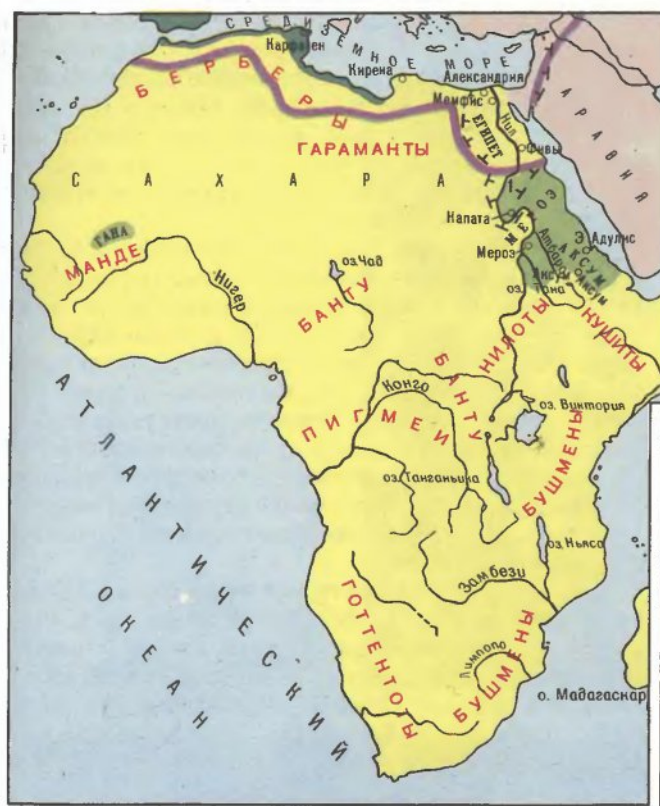 СРЕДИЗЕМНОЕ МОРЕ
Карфаген
Кирена
Александрия
Мемфис
ЕГИПЕТ
Нил
Фивы
АРАВИЯ
БЕРБЕРЫ
ГАРАМАНТЫ
САХАРА
Напата
МЕРОЭ
Мероэ
Атбара
Э
Адулис
АКСУМ
Аксум
оз. Тана
ГАНА
МАНДЕ
Нигер
оз. Чад
БАНТУ
НИЛОТЫ
КУШИТЫ
БАНТУ
Конго
ПИГМЕИ
оз. Виктория
БУШМЕНЫ
оз. Танганьика
оз. Ньяса
Замбези
ГОТТЕНТОТЫ
Лимпопо
БУШМЕНЫ
о. Мадагаскар
АТЛАНТИЧЕСКИЙ
ОКЕАН